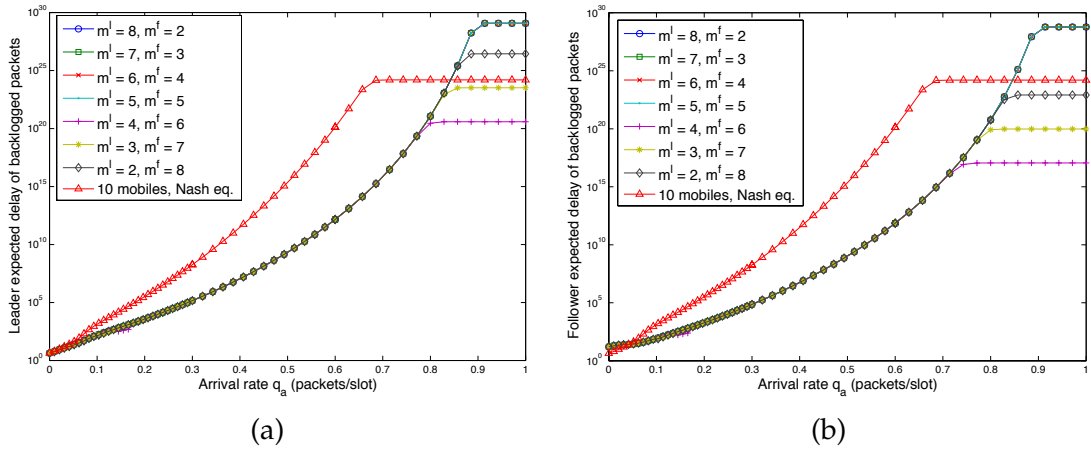 10^30
10^25
10^20
10^15
10^10
10^5
10^0
Leader expected delay of backlogged packets
m^l = 8, m^f = 2
m^l = 7, m^f = 3
m^l = 6, m^f = 4
m^l = 5, m^f = 5
m^l = 4, m^f = 6
m^l = 3, m^f = 7
m^l = 2, m^f = 8
10 mobiles, Nash eq.
0 0.1 0.2 0.3 0.4 0.5 0.6 0.7 0.8 0.9 1
Arrival rate q_a (packets/slot)
(a)
10^30
10^25
10^20
10^15
10^10
10^5
10^0
Follower expected delay of backlogged packets
m^l = 8, m^f = 2
m^l = 7, m^f = 3
m^l = 6, m^f = 4
m^l = 5, m^f = 5
m^l = 4, m^f = 6
m^l = 3, m^f = 7
m^l = 2, m^f = 8
10 mobiles, Nash eq.
0 0.1 0.2 0.3 0.4 0.5 0.6 0.7 0.8 0.9 1
Arrival rate q_a (packets/slot)
(b)